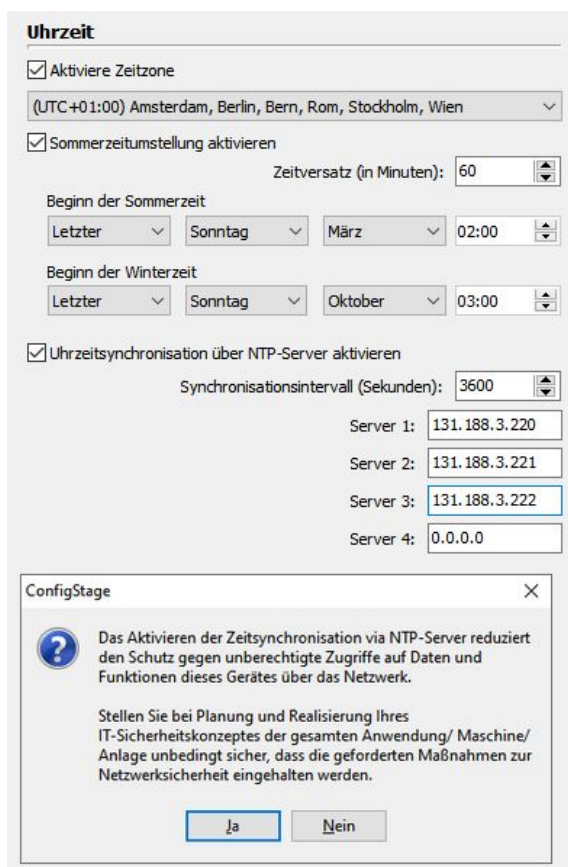 Uhrzeit
Aktiviere Zeitzone
(UTC+01:00) Amsterdam, Berlin, Bern, Rom, Stockholm, Wien
Sommerzeitumstellung aktivieren
Zeitversatz (in Minuten): 60
Beginn der Sommerzeit
Letzter Sonntag März 02:00
Beginn der Winterzeit
Letzter Sonntag Oktober 03:00
Uhrzeitsynchronisation über NTP-Server aktivieren
Synchronisationsintervall (Sekunden): 3600
Server 1: 131.188.3.220
Server 2: 131.188.3.221
Server 3: 131.188.3.222
Server 4: 0.0.0.0
ConfigStage
Das Aktivieren der Zeitsynchronisation via NTP-Server reduziert
den Schutz gegen unberechtigte Zugriffe auf Daten und
Funktionen dieses Gerätes über das Netzwerk.
Stellen Sie bei Planung und Realisierung Ihres
IT-Sicherheitskonzeptes der gesamten Anwendung/ Maschine/
Anlage unbedingt sicher, dass die geforderten Maßnahmen zur
Netzwerksicherheit eingehalten werden.
Ja Nein